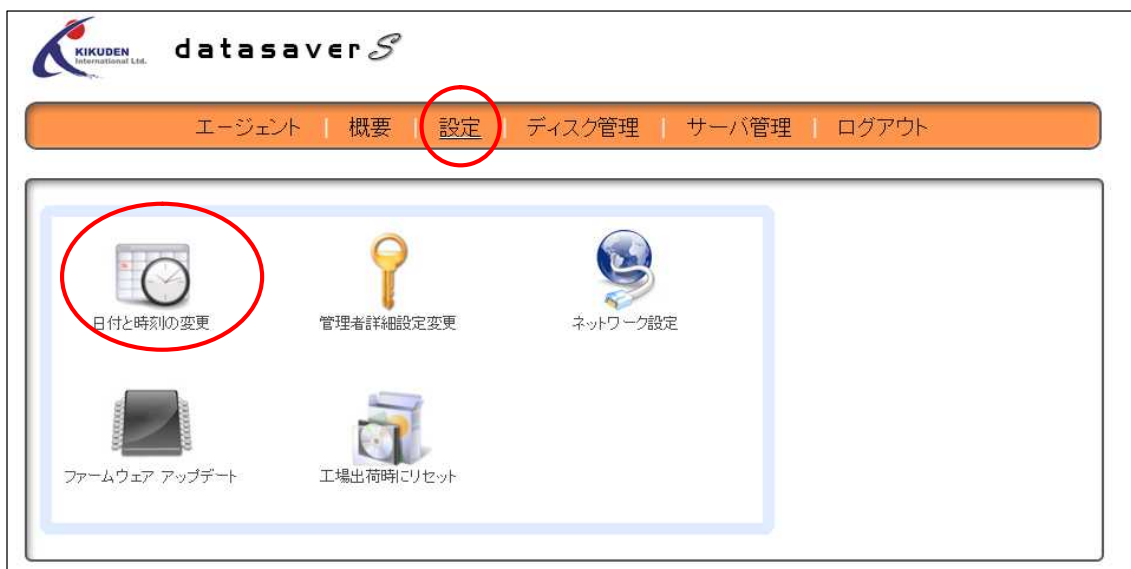 KIKUDEN
International Ltd.
datasaver S
エージェント | 概要 | 設定 | ディスク管理 | サーバ管理 | ログアウト
日付と時刻の変更
管理者詳細設定変更
ネットワーク設定
ファームウェア アップデート
工場出荷時にリセット